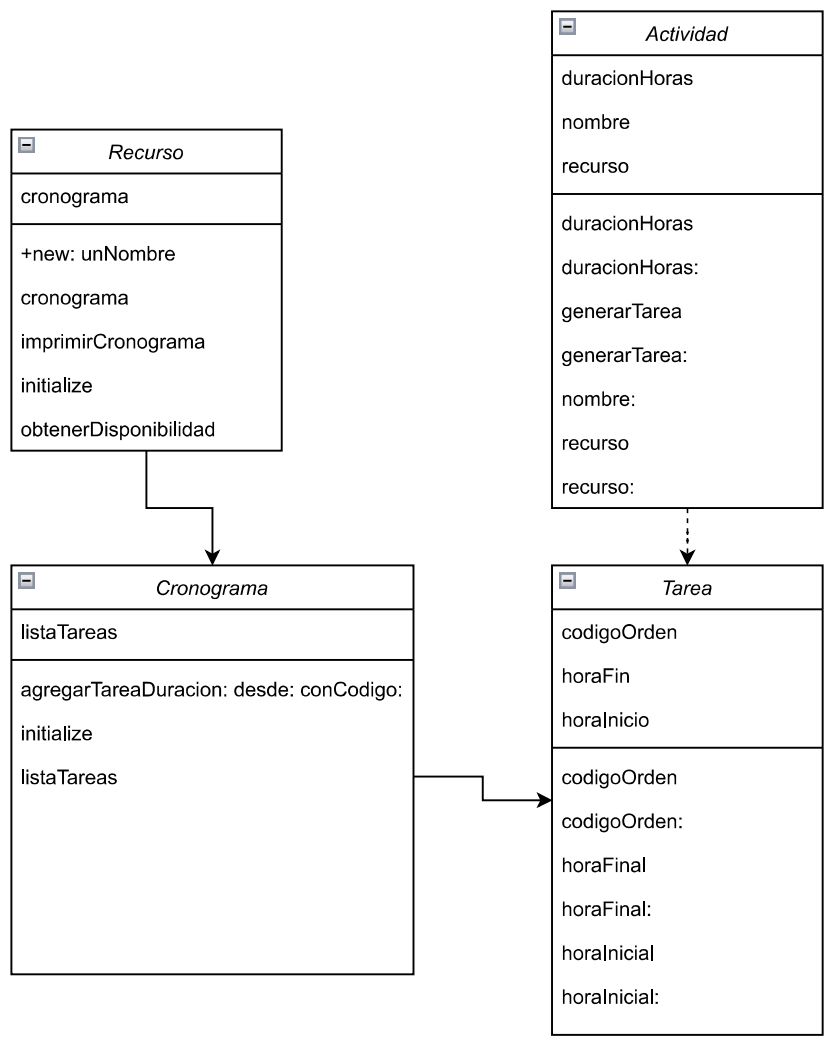 Actividad
duracionHoras
nombre
recurso
duracionHoras
duracionHoras:
generarTarea
generarTarea:
nombre:
recurso
recurso:
Recurso
cronograma
+new: unNombre
cronograma
imprimirCronograma
initialize
obtenerDisponibilidad
Cronograma
listaTareas
agregarTareaDuracion: desde: conCodigo:
initialize
listaTareas
Tarea
codigoOrden
horaFin
horaInicio
codigoOrden
codigoOrden:
horaFinal
horaFinal:
horaInicial
horaInicial: